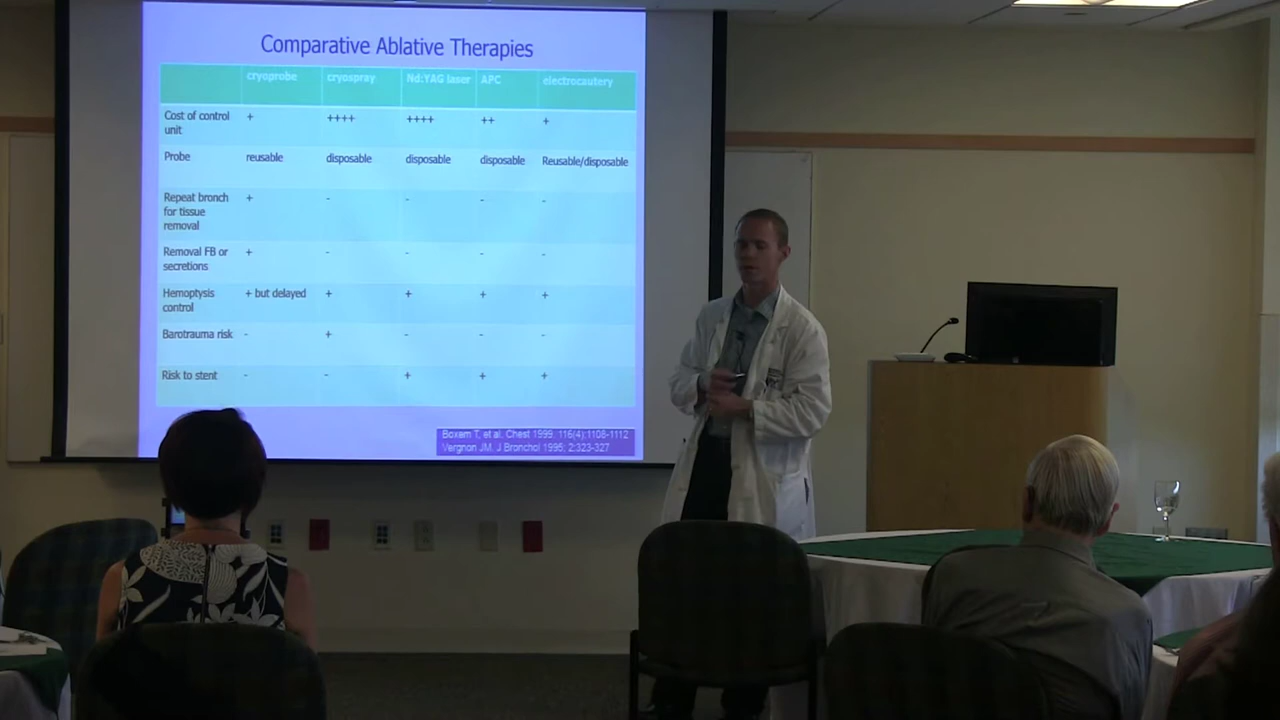 Comparative Ablative Therapies
cryoprobe cryospray Nd:YAG laser APC electrocautery
Cost of control unit + ++++ ++++ ++ +
Probe reusable disposable disposable disposable Reusable/disposable
Repeat bronch for tissue removal + - - - -
Removal FB or secretions + - - - -
Hemoptysis control + but delayed + + + +
Barotrauma risk - + - - -
Risk to stent - - + + +
Boxem T, et al. Chest 1999; 116(4):1108-1112
Vergnon JM. J Bronchol 1995; 2:323-327